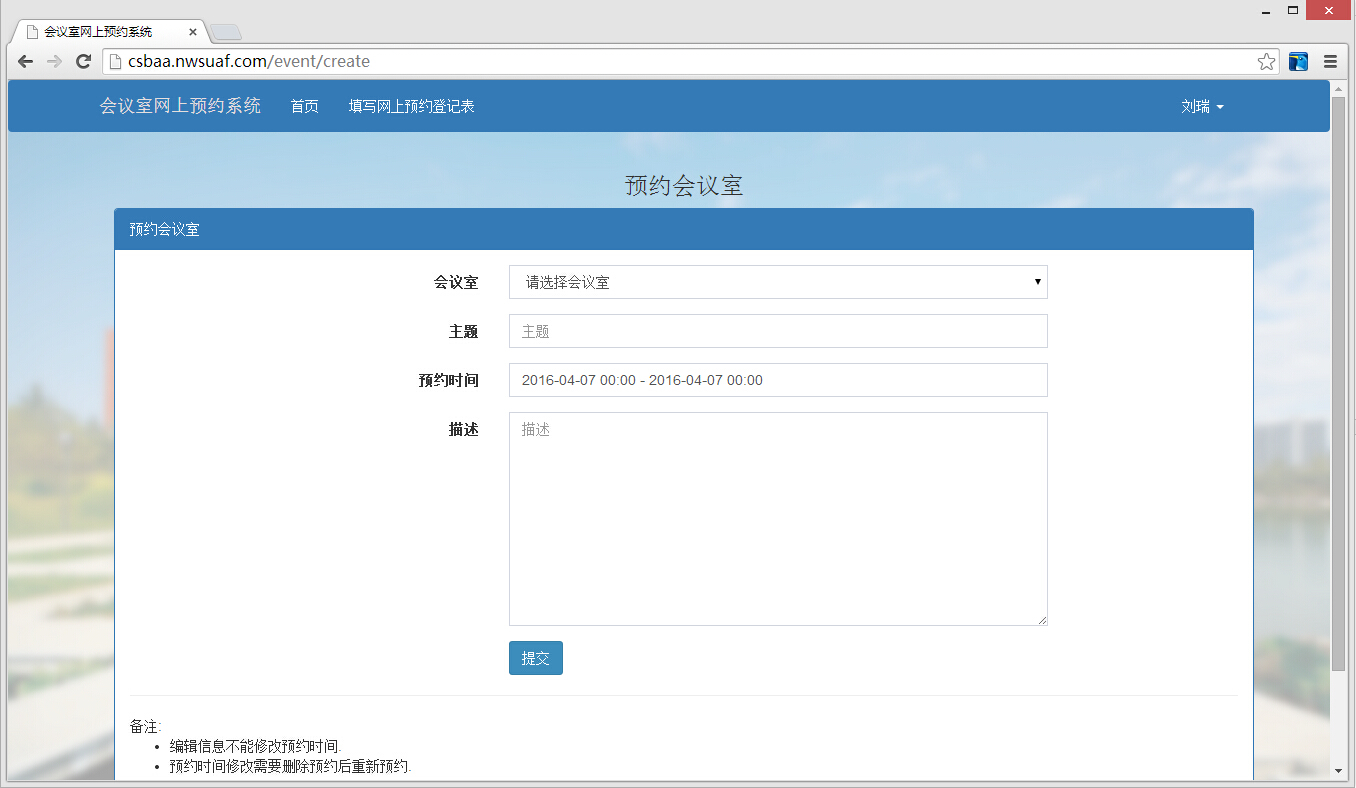 会议室网上预约系统
csbaa.nwsuaf.com/event/create
会议室网上预约系统 首页 填写网上预约登记表 刘瑞
预约会议室
预约会议室
会议室 请选择会议室
主题 主题
预约时间 2016-04-07 00:00 - 2016-04-07 00:00
描述 描述
提交
备注:
• 编辑信息不能修改预约时间.
• 预约时间修改需要删除预约后重新预约.